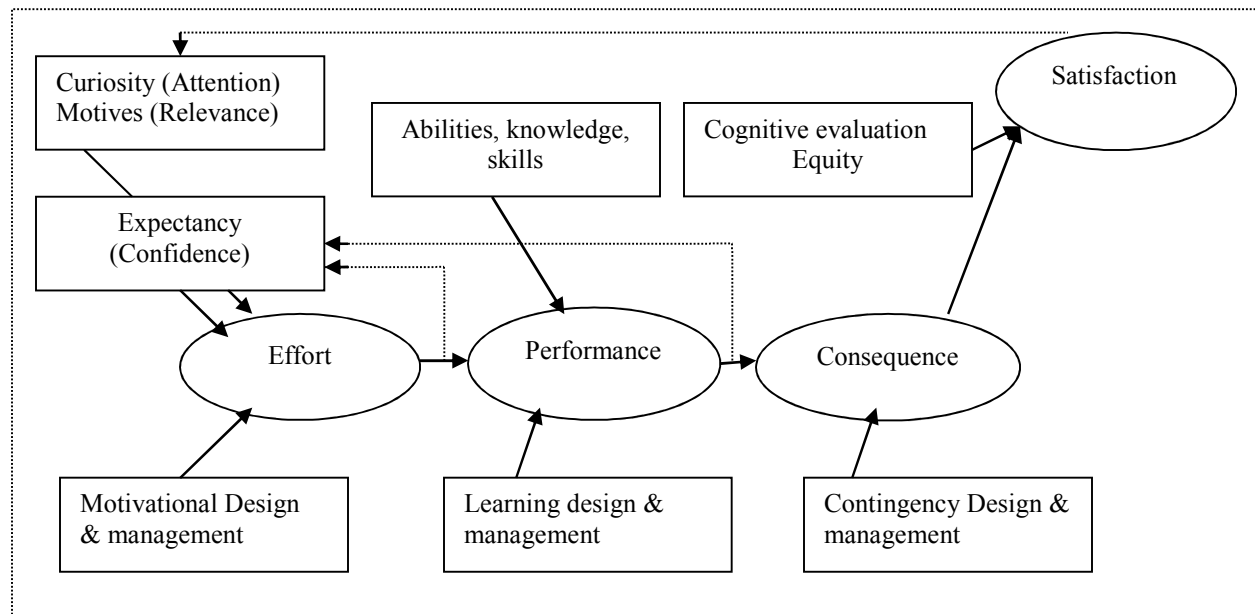 Curiosity (Attention)
Motives (Relevance)
Satisfaction
Abilities, knowledge,
skills
Cognitive evaluation
Equity
Expectancy
(Confidence)
Effort
Performance
Consequence
Motivational Design
& management
Learning design &
management
Contingency Design &
management